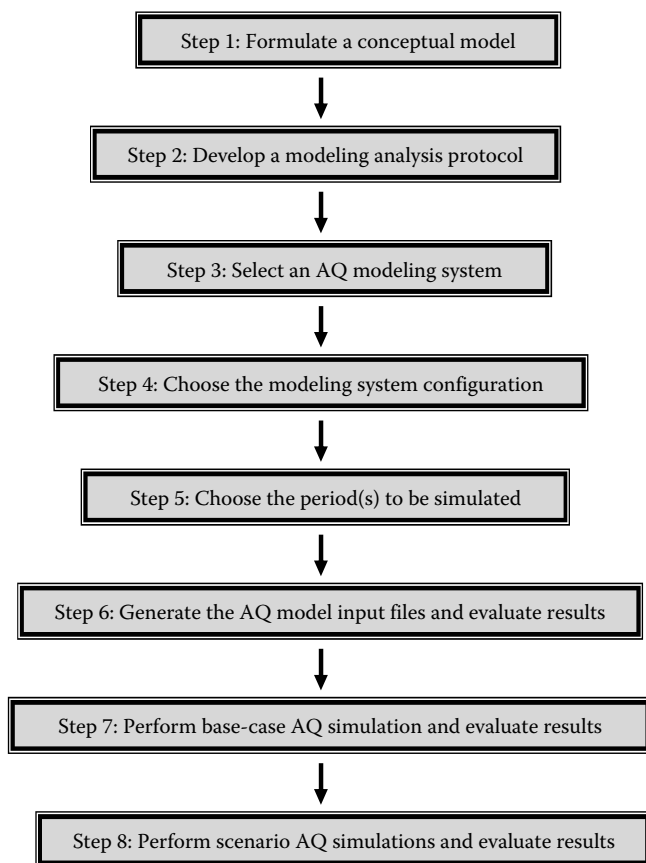 Step 1: Formulate a conceptual model
Step 2: Develop a modeling analysis protocol
Step 3: Select an AQ modeling system
Step 4: Choose the modeling system configuration
Step 5: Choose the period(s) to be simulated
Step 6: Generate the AQ model input files and evaluate results
Step 7: Perform base-case AQ simulation and evaluate results
Step 8: Perform scenario AQ simulations and evaluate results